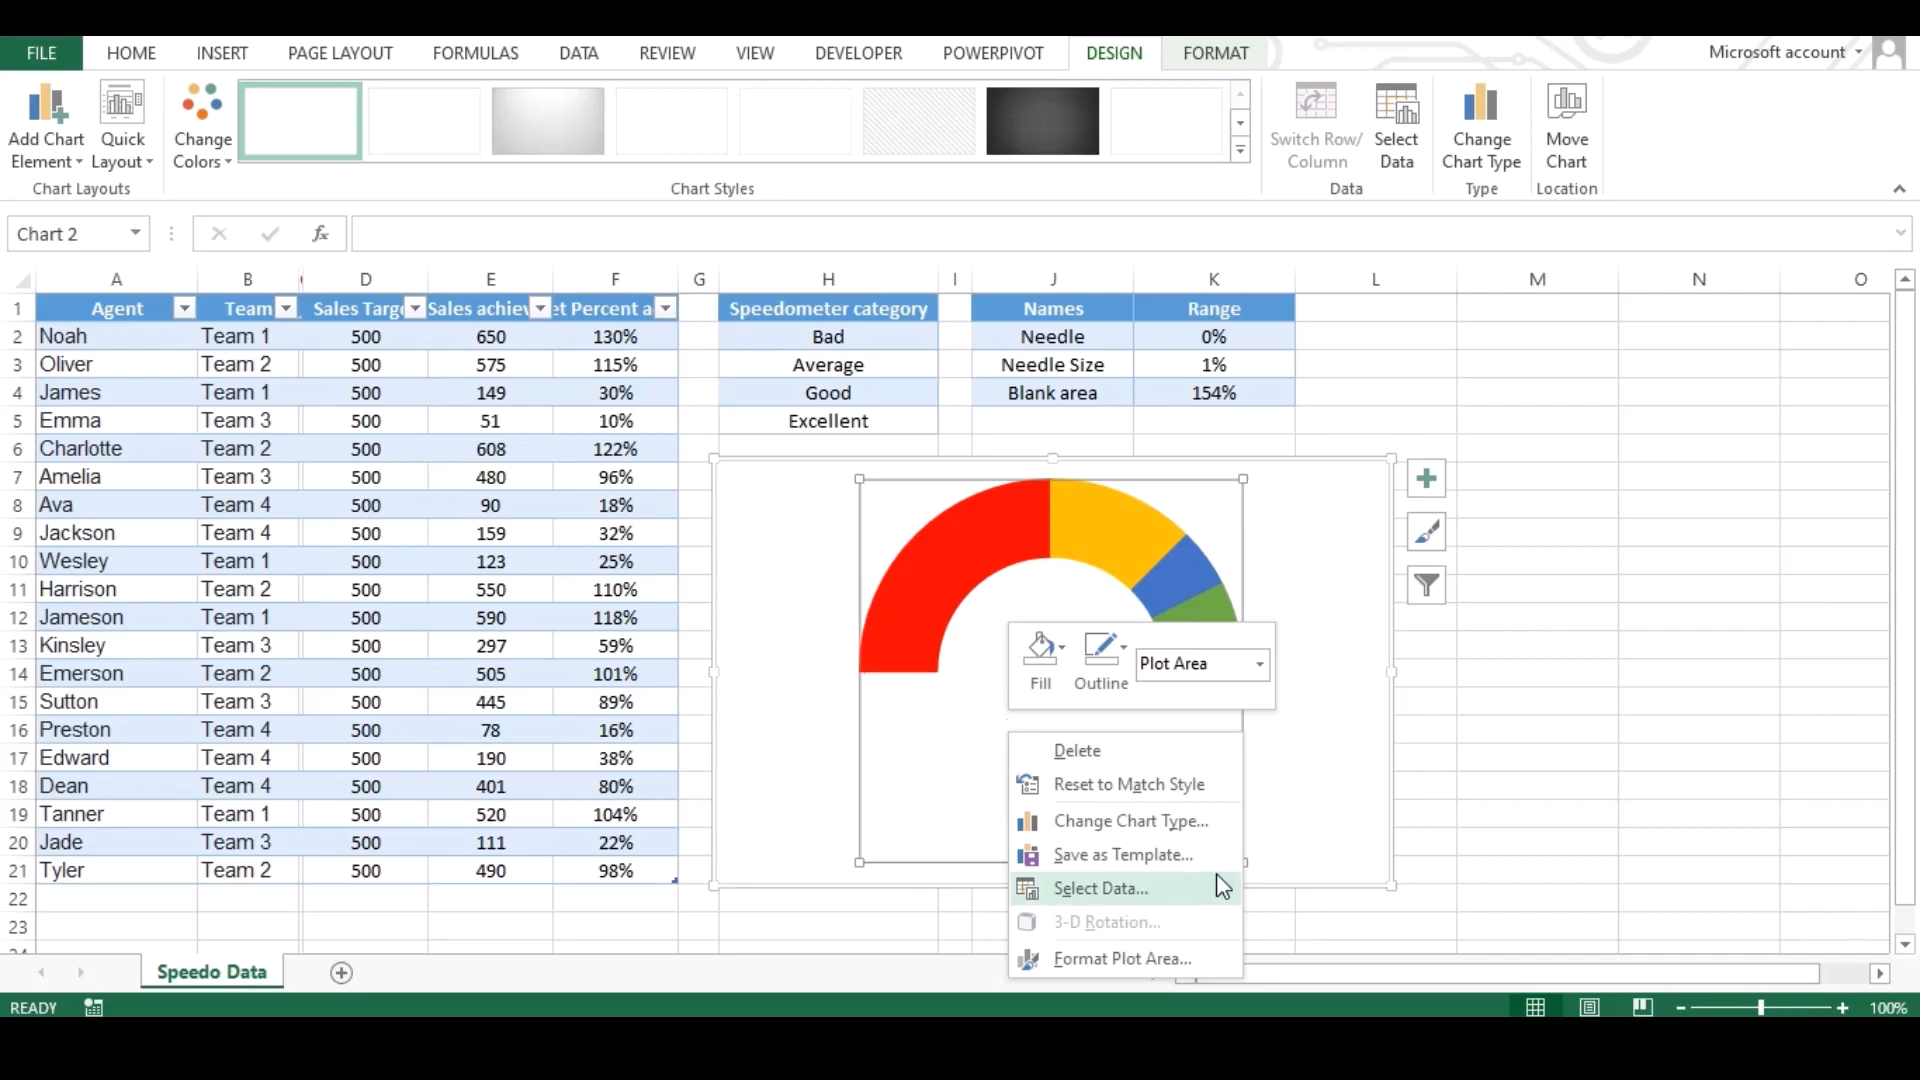 FILE HOME INSERT PAGE LAYOUT FORMULAS DATA REVIEW VIEW DEVELOPER POWERPIVOT DESIGN FORMAT Microsoft account
Add Chart Element Quick Layout Change Colors Switch Row/ Column Select Data Change Chart Type Move Chart
Chart Layouts Chart Styles Data Type Location
Chart 2 fx
A B D E F G H I J K L M N O
1 Agent Team Sales Targ Sales achiev et Percent a Speedometer category Names Range
2 Noah Team 1 500 650 130% Bad Needle 0%
3 Oliver Team 2 500 575 115% Average Needle Size 1%
4 James Team 1 500 149 30% Good Blank area 154%
5 Emma Team 3 500 51 10% Excellent
6 Charlotte Team 2 500 608 122%
7 Amelia Team 3 500 480 96%
8 Ava Team 4 500 90 18%
9 Jackson Team 4 500 159 32%
10 Wesley Team 1 500 123 25%
11 Harrison Team 2 500 550 110%
12 Jameson Team 1 500 590 118%
13 Kinsley Team 3 500 297 59%
14 Emerson Team 2 500 505 101%
15 Sutton Team 3 500 445 89%
16 Preston Team 4 500 78 16%
17 Edward Team 4 500 190 38%
18 Dean Team 4 500 401 80%
19 Tanner Team 1 500 520 104%
20 Jade Team 3 500 111 22%
21 Tyler Team 2 500 490 98%
22
23
Plot Area
Fill Outline
Delete
Reset to Match Style
Change Chart Type...
Save as Template...
Select Data...
3-D Rotation...
Format Plot Area...
Speedo Data
READY 100%